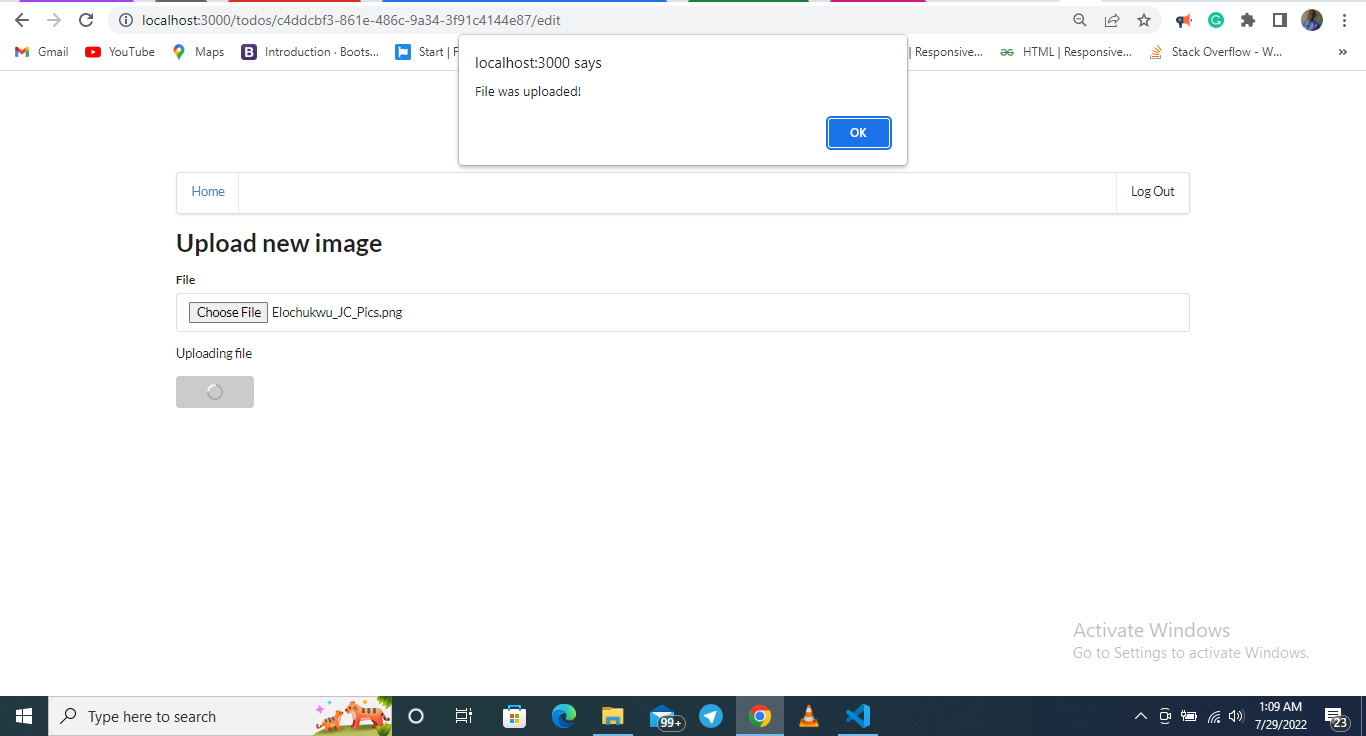 localhost:3000/todos/c4ddcbf3-861e-486c-9a34-3f91c4144e87/edit
Gmail YouTube Maps B Introduction · Boots... Start | F | Responsive... HTML | Responsive... Stack Overflow - W... »
localhost:3000 says
File was uploaded!
OK
Home Log Out
Upload new image
File
Choose File Elochukwu_JC_Pics.png
Uploading file
Activate Windows
Go to Settings to activate Windows.
Type here to search
99+
1:09 AM
7/29/2022
23